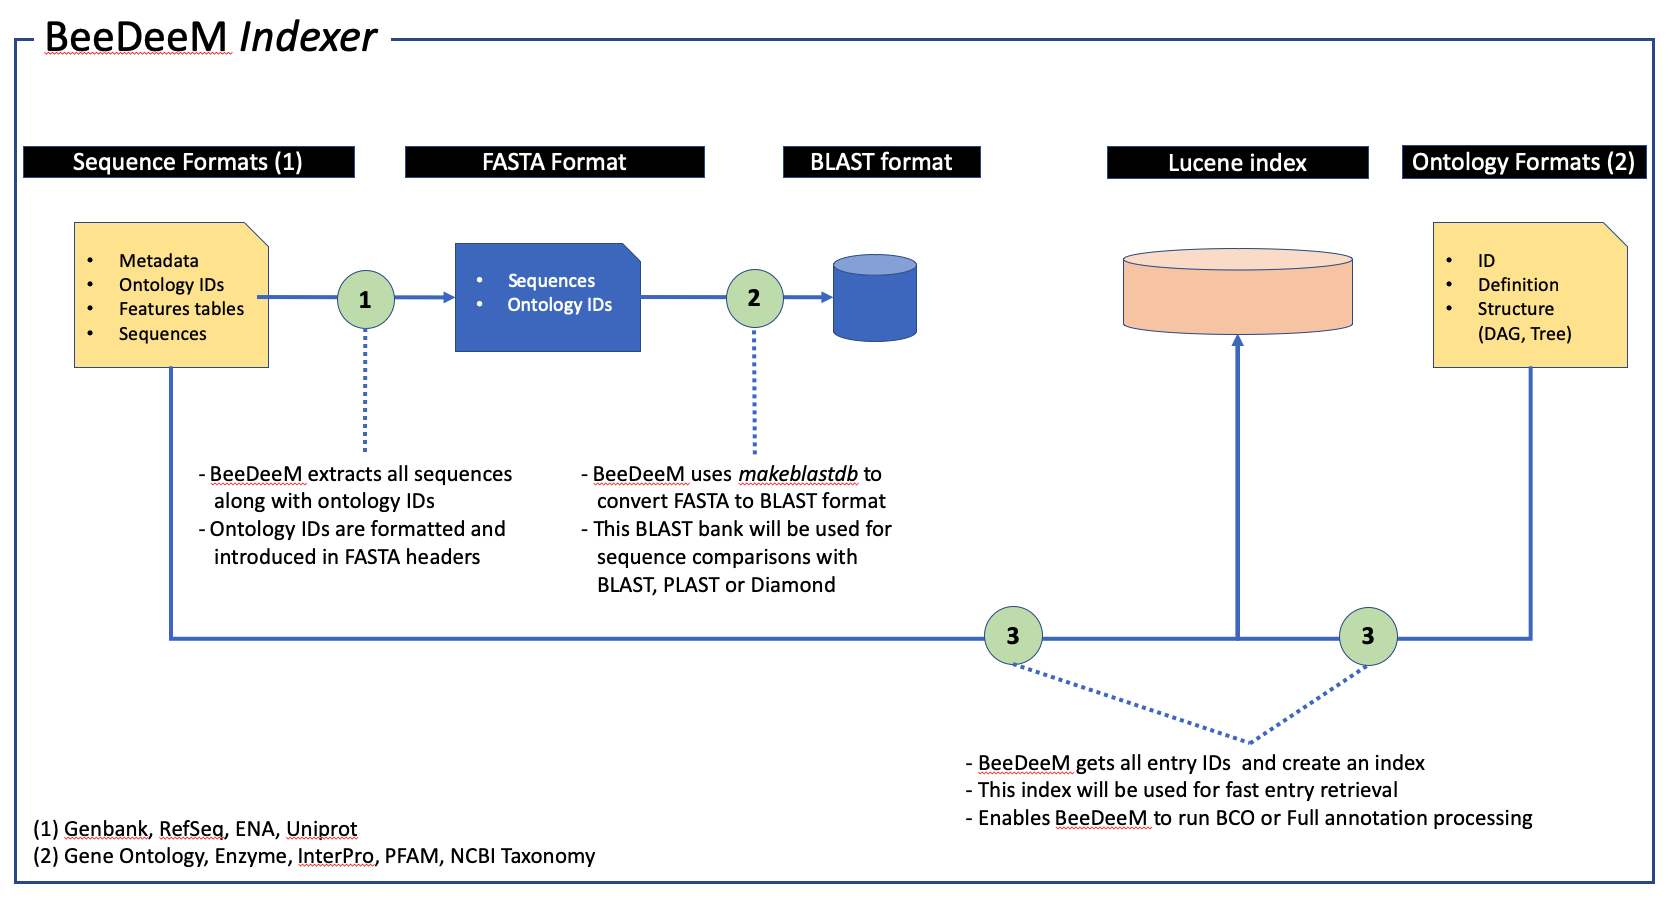 BeeDeeM Indexer
Sequence Formats (1)
FASTA Format
BLAST format
Lucene index
Ontology Formats (2)
• Metadata
• Ontology IDs
• Features tables
• Sequences
1
• Sequences
• Ontology IDs
2
• ID
• Definition
• Structure
(DAG, Tree)
- BeeDeeM extracts all sequences
along with ontology IDs
- Ontology IDs are formatted and
introduced in FASTA headers
- BeeDeeM uses makeblastdb to
convert FASTA to BLAST format
- This BLAST bank will be used for
sequence comparisons with
BLAST, PLAST or Diamond
3
3
- BeeDeeM gets all entry IDs  and create an index
- This index will be used for fast entry retrieval
- Enables BeeDeeM to run BCO or Full annotation processing
(1) Genbank, RefSeq, ENA, Uniprot
(2) Gene Ontology, Enzyme, InterPro, PFAM, NCBI Taxonomy